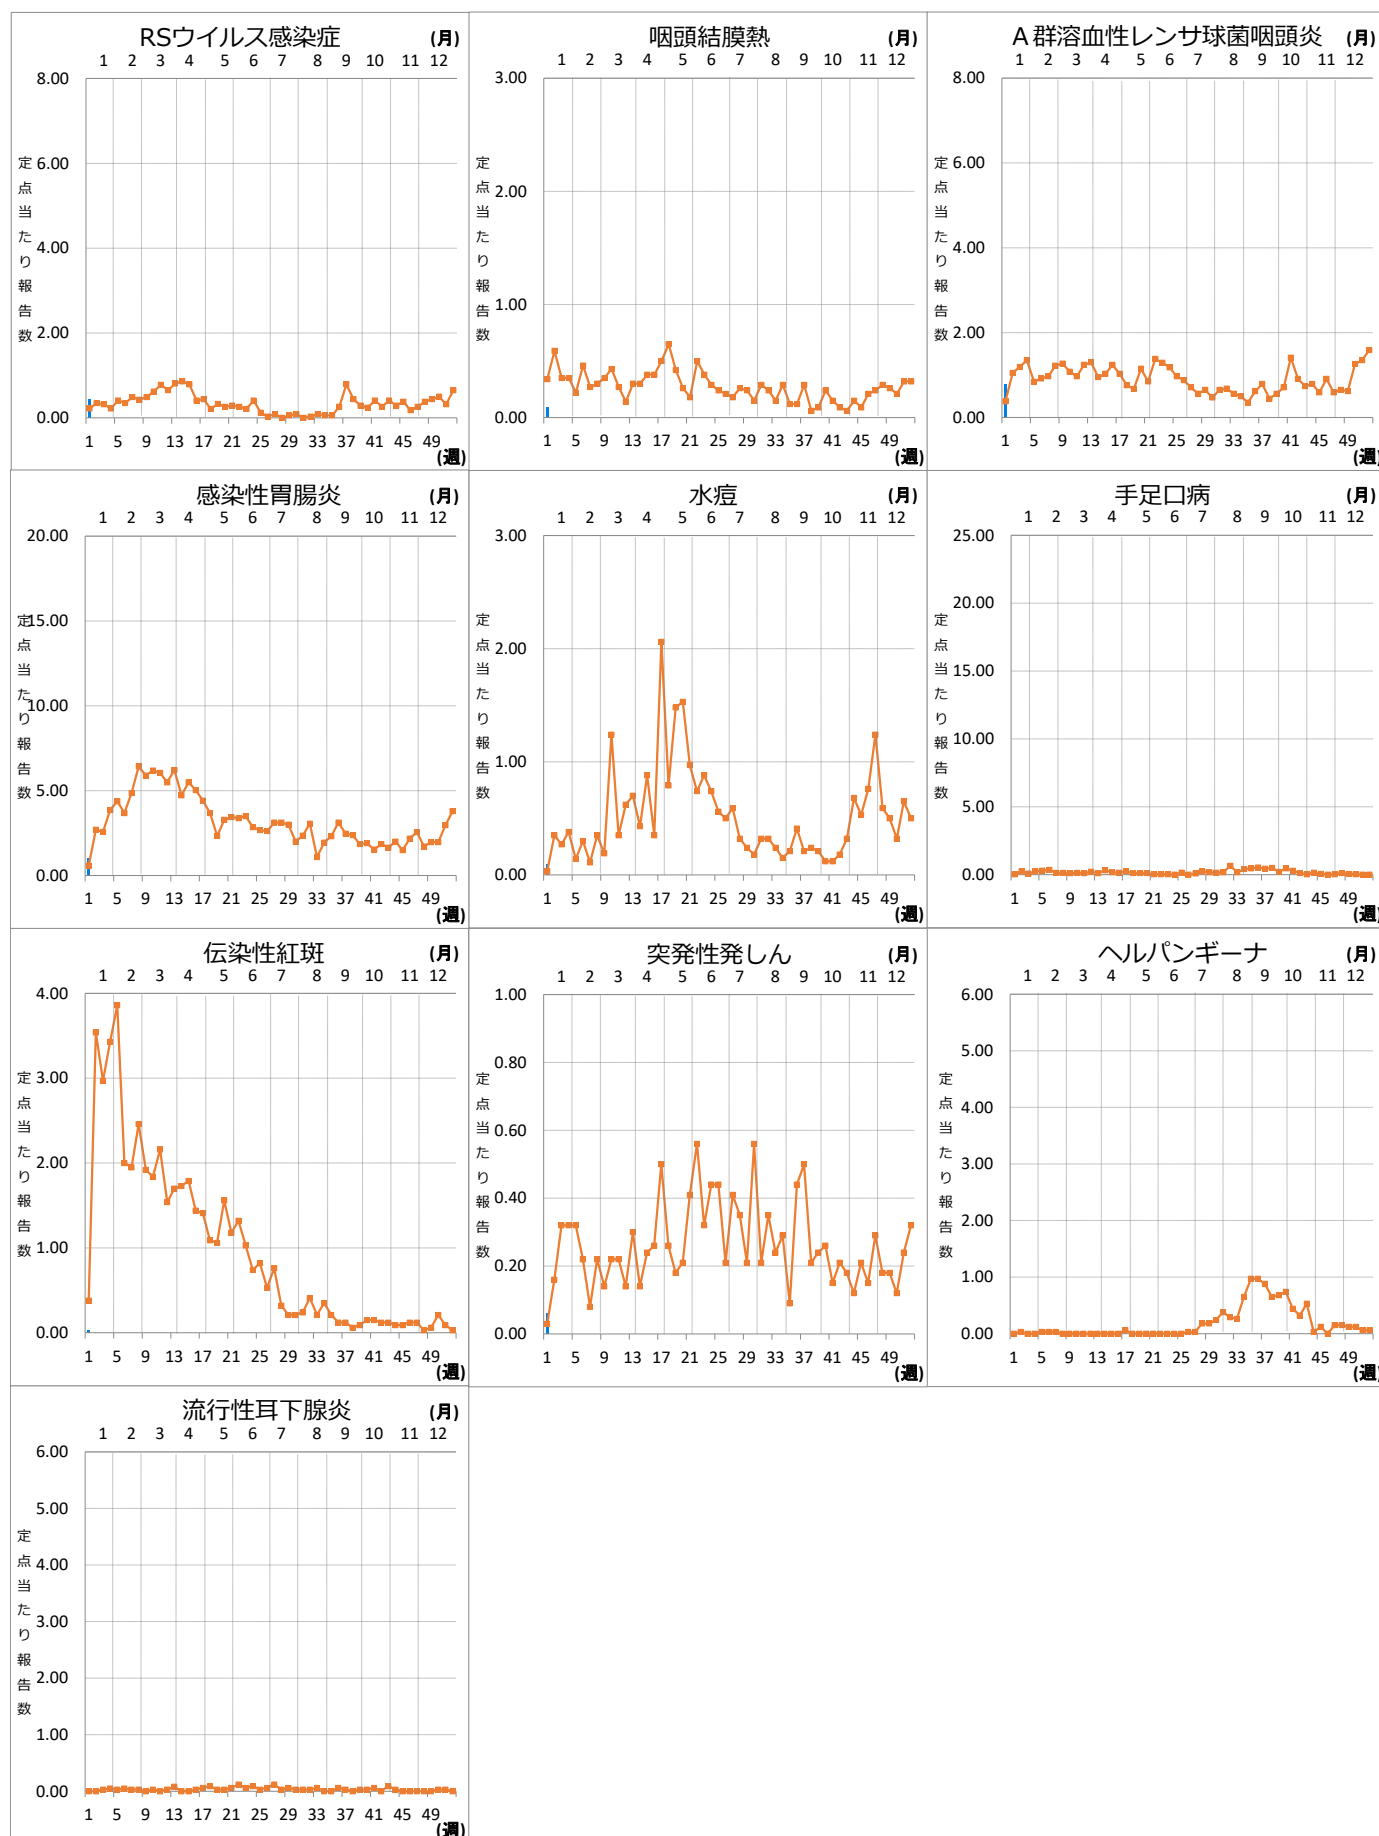 RSウイルス感染症
(月)
1 2 3 4 5 6 7 8 9 10 11 12
8.00
6.00
4.00
2.00
0.00
定点当たり報告数
1 5 9 13 17 21 25 29 33 37 41 45 49
(週)
咽頭結膜熱
(月)
1 2 3 4 5 6 7 8 9 10 11 12
3.00
2.00
1.00
0.00
定点当たり報告数
1 5 9 13 17 21 25 29 33 37 41 45 49
(週)
A群溶血性レンサ球菌咽頭炎
(月)
1 2 3 4 5 6 7 8 9 10 11 12
8.00
6.00
4.00
2.00
0.00
定点当たり報告数
1 5 9 13 17 21 25 29 33 37 41 45 49
(週)
感染性胃腸炎
(月)
1 2 3 4 5 6 7 8 9 10 11 12
20.00
15.00
10.00
5.00
0.00
定点当たり報告数
1 5 9 13 17 21 25 29 33 37 41 45 49
(週)
水痘
(月)
1 2 3 4 5 6 7 8 9 10 11 12
3.00
2.00
1.00
0.00
定点当たり報告数
1 5 9 13 17 21 25 29 33 37 41 45 49
(週)
手足口病
(月)
1 2 3 4 5 6 7 8 9 10 11 12
25.00
20.00
15.00
10.00
5.00
0.00
定点当たり報告数
1 5 9 13 17 21 25 29 33 37 41 45 49
(週)
伝染性紅斑
(月)
1 2 3 4 5 6 7 8 9 10 11 12
4.00
3.00
2.00
1.00
0.00
定点当たり報告数
1 5 9 13 17 21 25 29 33 37 41 45 49
(週)
突発性発しん
(月)
1 2 3 4 5 6 7 8 9 10 11 12
1.00
0.80
0.60
0.40
0.20
0.00
定点当たり報告数
1 5 9 13 17 21 25 29 33 37 41 45 49
(週)
ヘルパンギーナ
(月)
1 2 3 4 5 6 7 8 9 10 11 12
6.00
5.00
4.00
3.00
2.00
1.00
0.00
定点当たり報告数
1 5 9 13 17 21 25 29 33 37 41 45 49
(週)
流行性耳下腺炎
(月)
1 2 3 4 5 6 7 8 9 10 11 12
6.00
5.00
4.00
3.00
2.00
1.00
0.00
定点当たり報告数
1 5 9 13 17 21 25 29 33 37 41 45 49
(週)